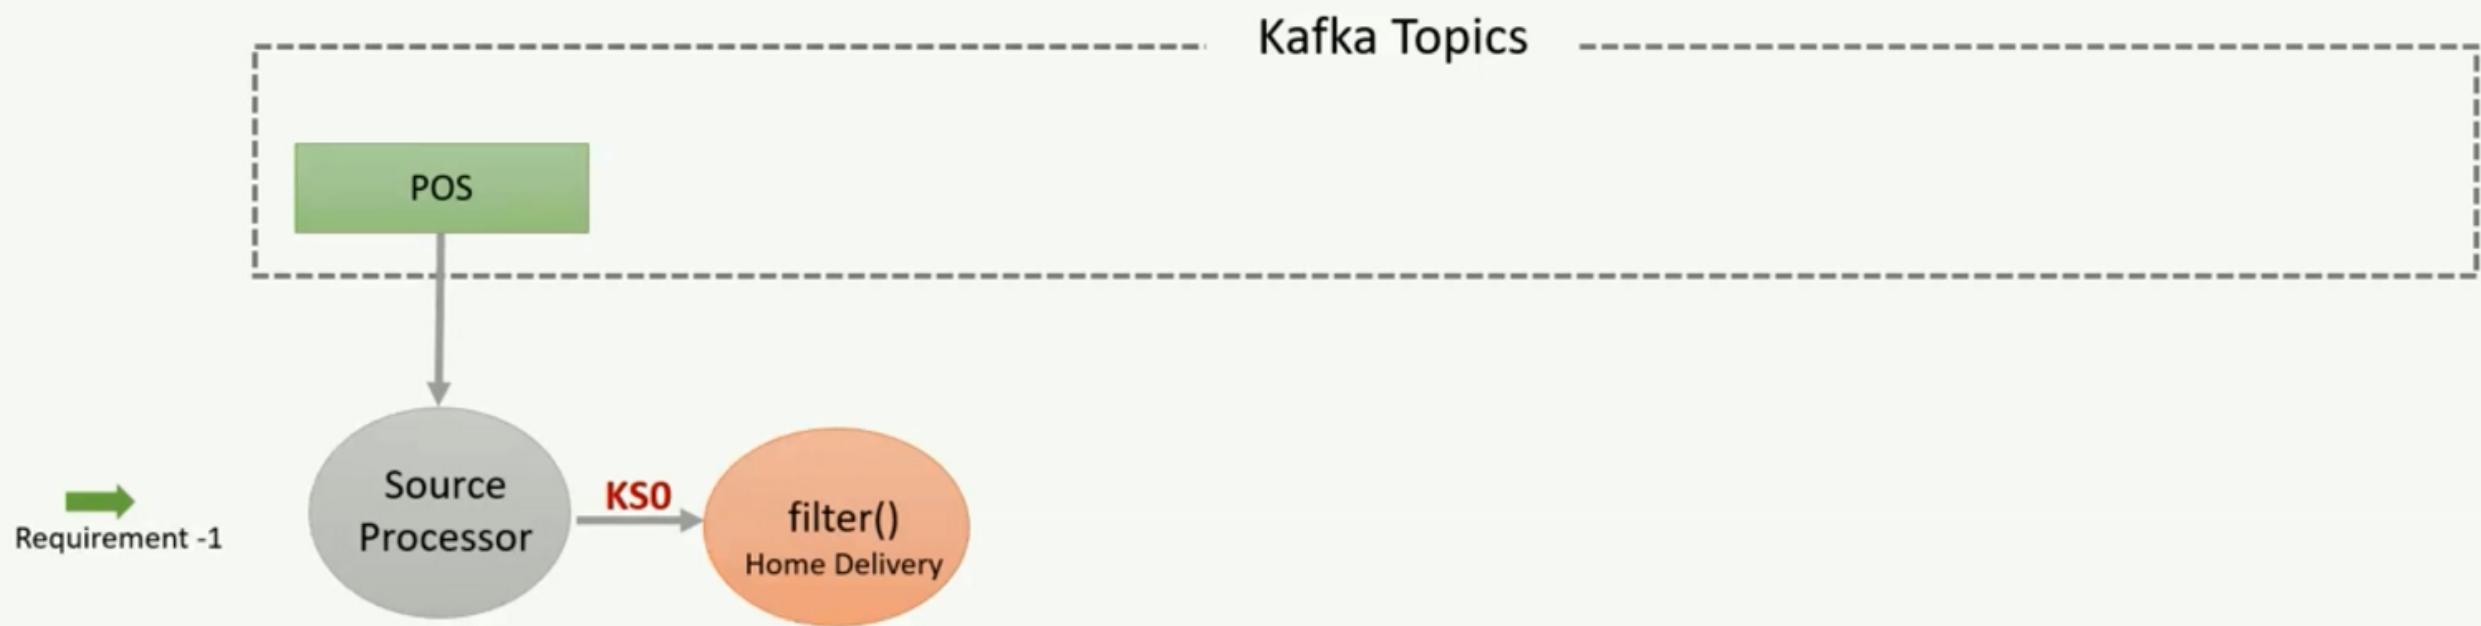 Kafka Topics
POS
Source
Processor
KS0
filter()
Home Delivery
Requirement -1